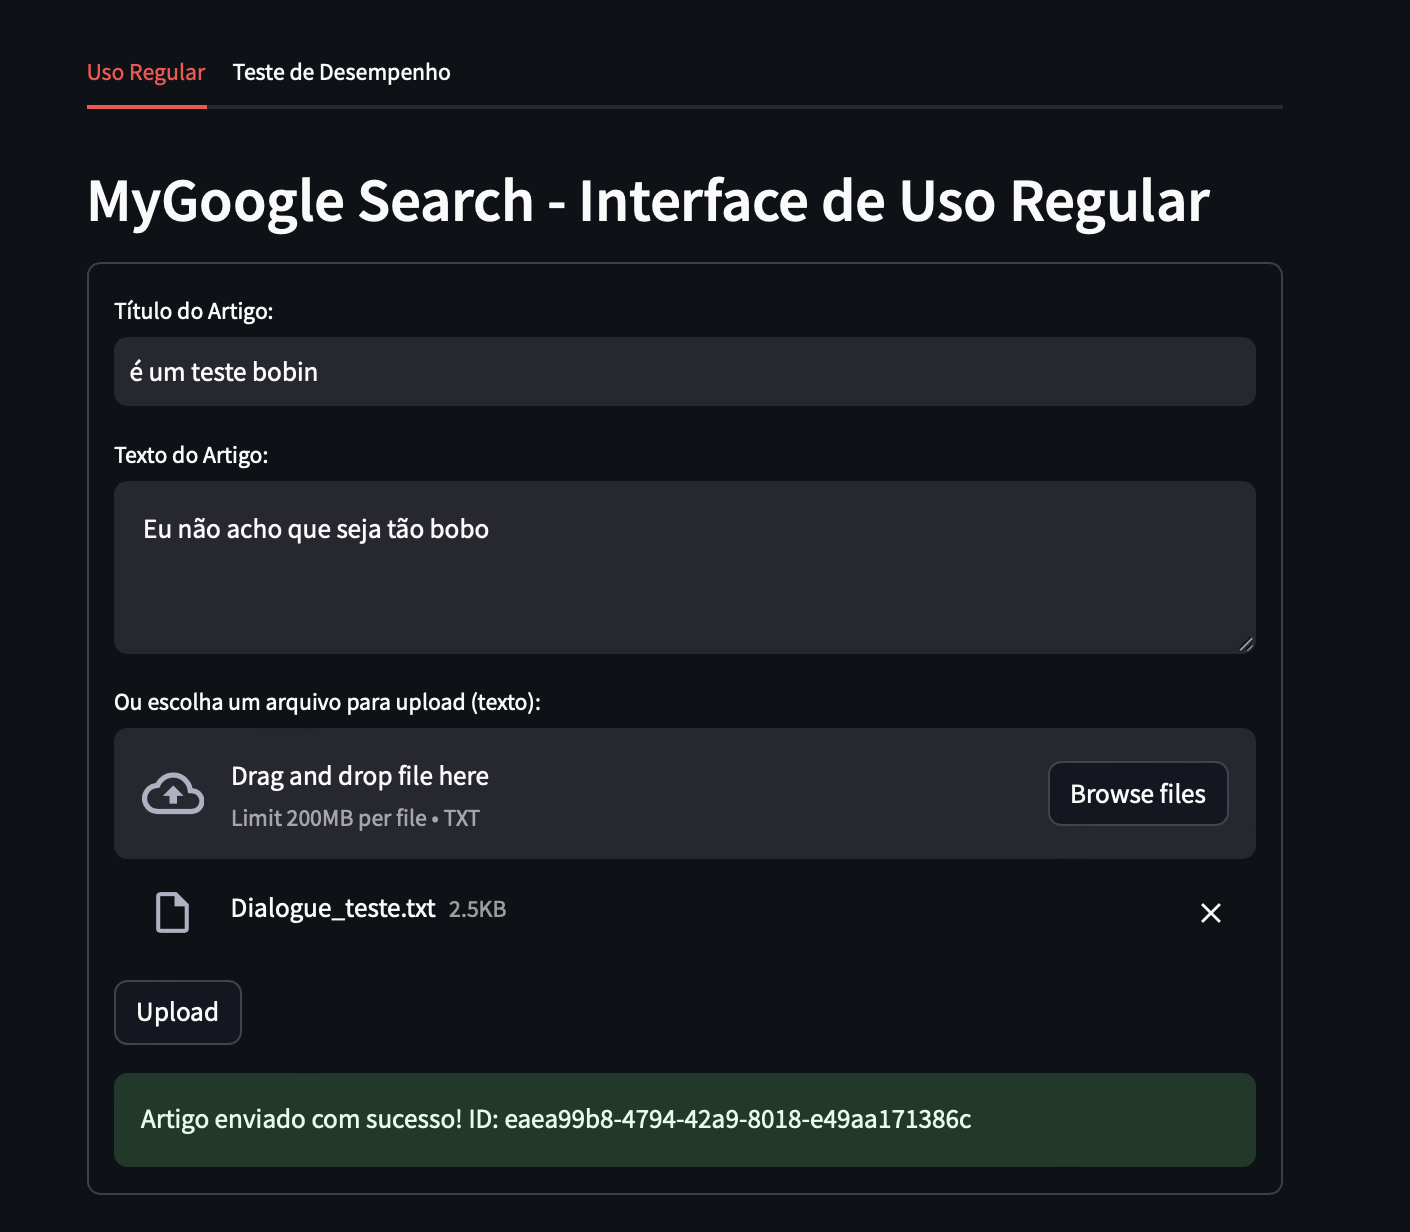 Uso Regular Teste de Desempenho
MyGoogle Search - Interface de Uso Regular
Título do Artigo:
é um teste bobin
Texto do Artigo:
Eu não acho que seja tão bobo
Ou escolha um arquivo para upload (texto):
Drag and drop file here
Limit 200MB per file • TXT
Browse files
Dialogue_teste.txt 2.5KB
Upload
Artigo enviado com sucesso! ID: eaea99b8-4794-42a9-8018-e49aa171386c